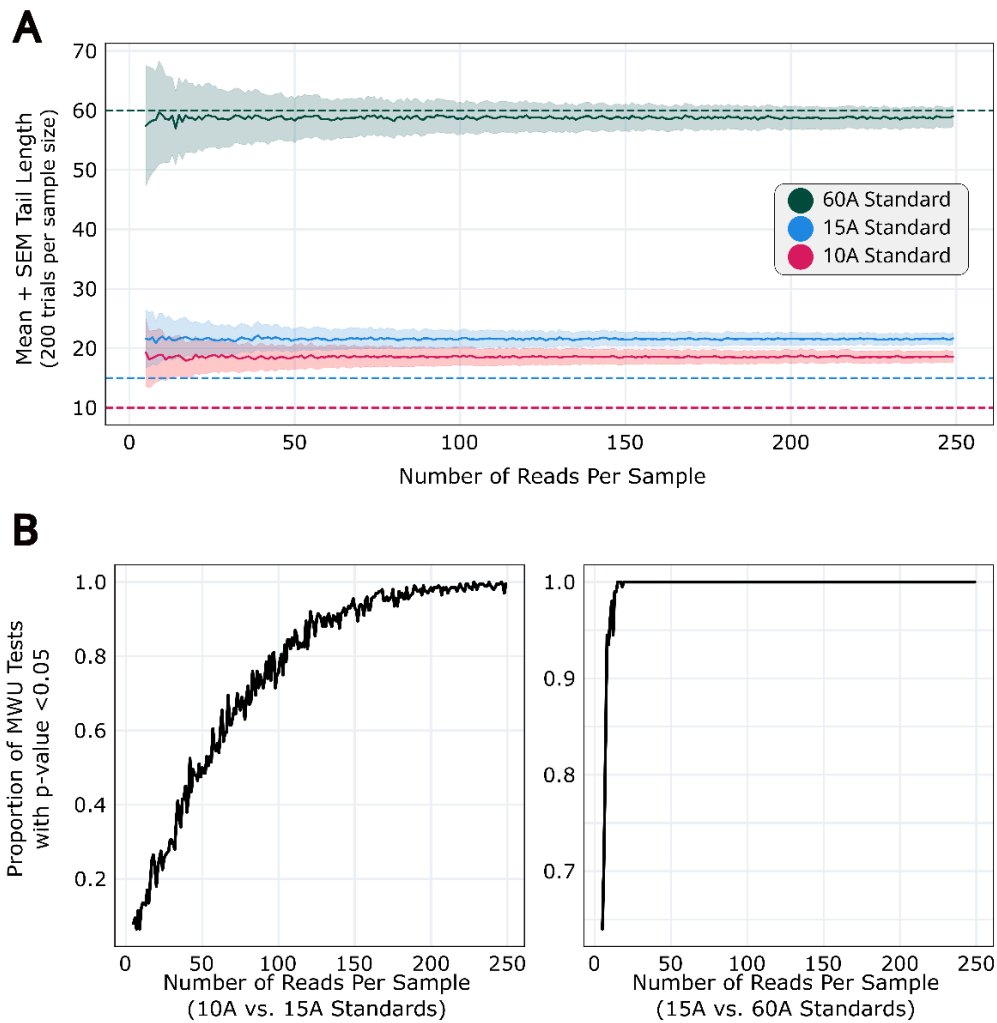 A
Mean + SEM Tail Length
(200 trials per sample size)
70
60
50
40
30
20
10
60A Standard
15A Standard
10A Standard
0 50 100 150 200 250
Number of Reads Per Sample
B
Proportion of MWU Tests
with p-value <0.05
1.0
0.8
0.6
0.4
0.2
0 50 100 150 200 250
Number of Reads Per Sample
(10A vs. 15A Standards)
1.0
0.9
0.8
0.7
0 50 100 150 200 250
Number of Reads Per Sample
(15A vs. 60A Standards)